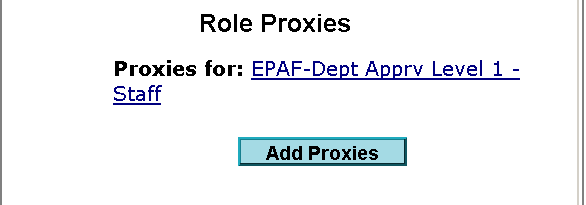 Role Proxies
Proxies for: EPAF-Dept Apprv Level 1 -
Staff
Add Proxies